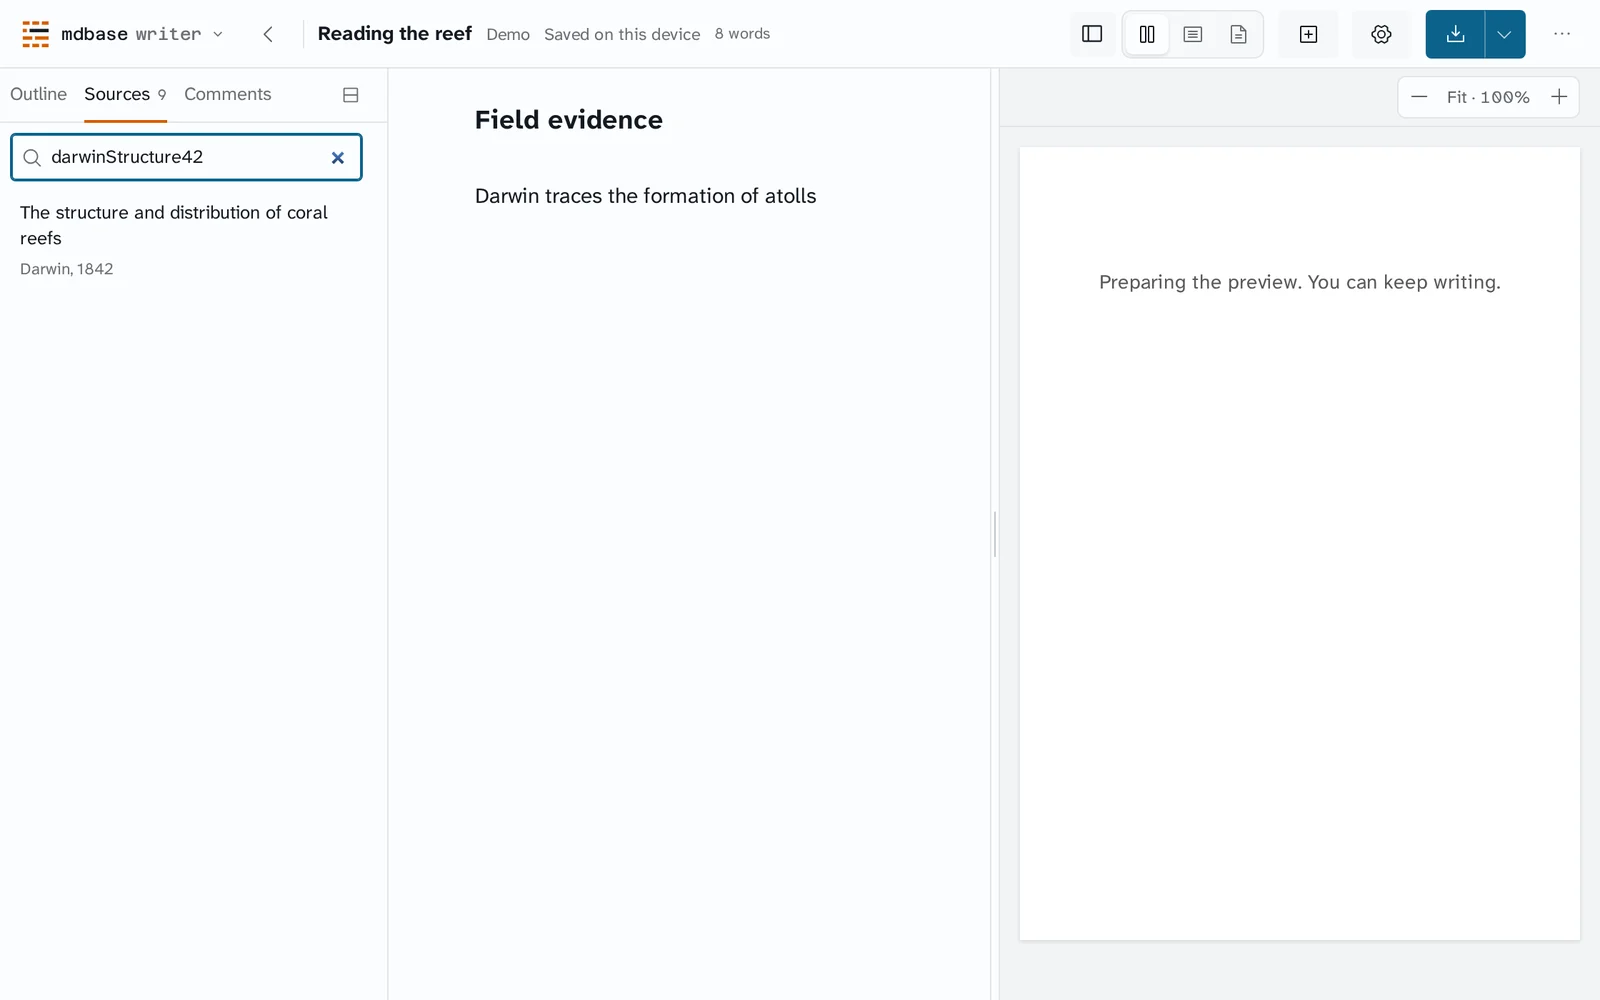 mdbase writer
Reading the reef Demo Saved on this device 8 words
Outline Sources 9 Comments
darwinStructure42
The structure and distribution of coral
reefs
Darwin, 1842
Field evidence
Darwin traces the formation of atolls
Fit · 100%
Preparing the preview. You can keep writing.